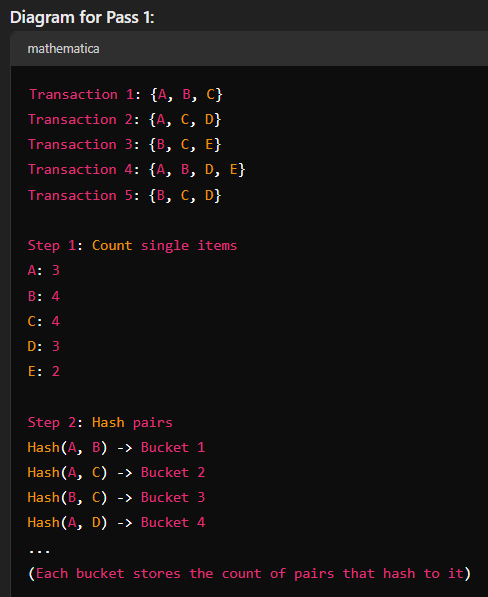 Diagram for Pass 1:
mathematica
Transaction 1: {A, B, C}
Transaction 2: {A, C, D}
Transaction 3: {B, C, E}
Transaction 4: {A, B, D, E}
Transaction 5: {B, C, D}
Step 1: Count single items
A: 3
B: 4
C: 4
D: 3
E: 2
Step 2: Hash pairs
Hash(A, B) -> Bucket 1
Hash(A, C) -> Bucket 2
Hash(B, C) -> Bucket 3
Hash(A, D) -> Bucket 4
...
(Each bucket stores the count of pairs that hash to it)